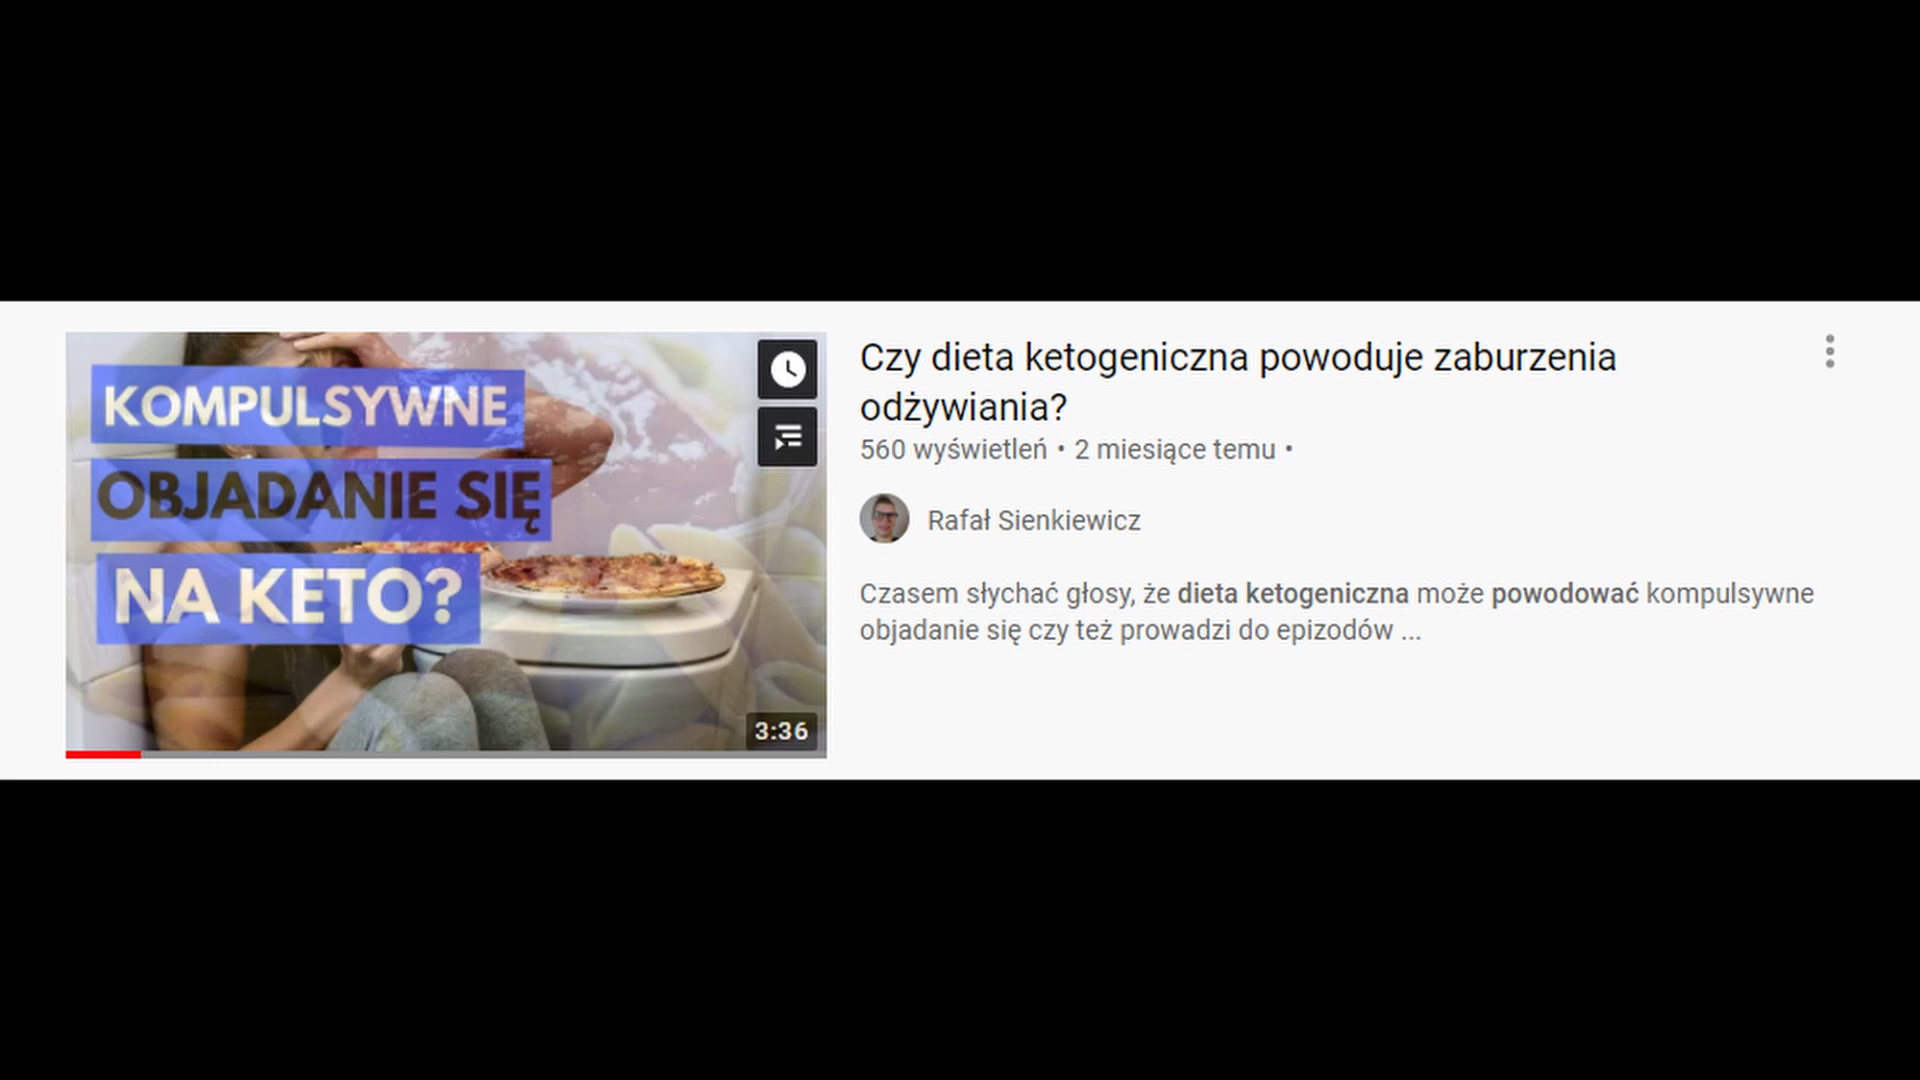 KOMPULSYWNE
OBJADANIE SIĘ
NA KETO?
3:36
Czy dieta ketogeniczna powoduje zaburzenia
odżywiania?
560 wyświetleń • 2 miesiące temu •
Rafał Sienkiewicz
Czasem słychać głosy, że dieta ketogeniczna może powodować kompulsywne
objadanie się czy też prowadzi do epizodów ...